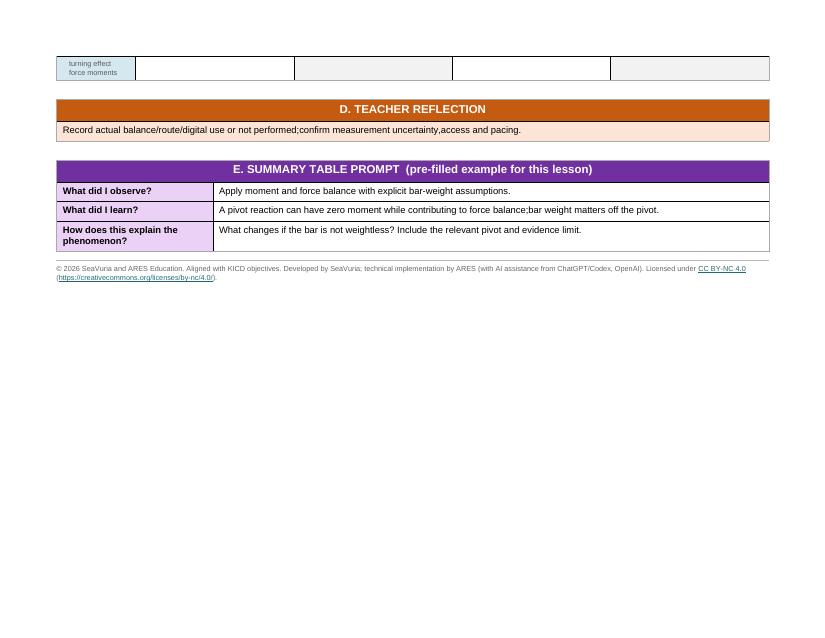 turning effect
force moments
D. TEACHER REFLECTION
Record actual balance/route/digital use or not performed;confirm measurement uncertainty,access and pacing.
E. SUMMARY TABLE PROMPT  (pre-filled example for this lesson)
What did I observe?
Apply moment and force balance with explicit bar-weight assumptions.
What did I learn?
A pivot reaction can have zero moment while contributing to force balance;bar weight matters off the pivot.
How does this explain the
phenomenon?
What changes if the bar is not weightless? Include the relevant pivot and evidence limit.
© 2026 SeaVuria and ARES Education. Aligned with KICD objectives. Developed by SeaVuria; technical implementation by ARES (with AI assistance from ChatGPT/Codex, OpenAI). Licensed under CC BY-NC 4.0
(https://creativecommons.org/licenses/by-nc/4.0/).